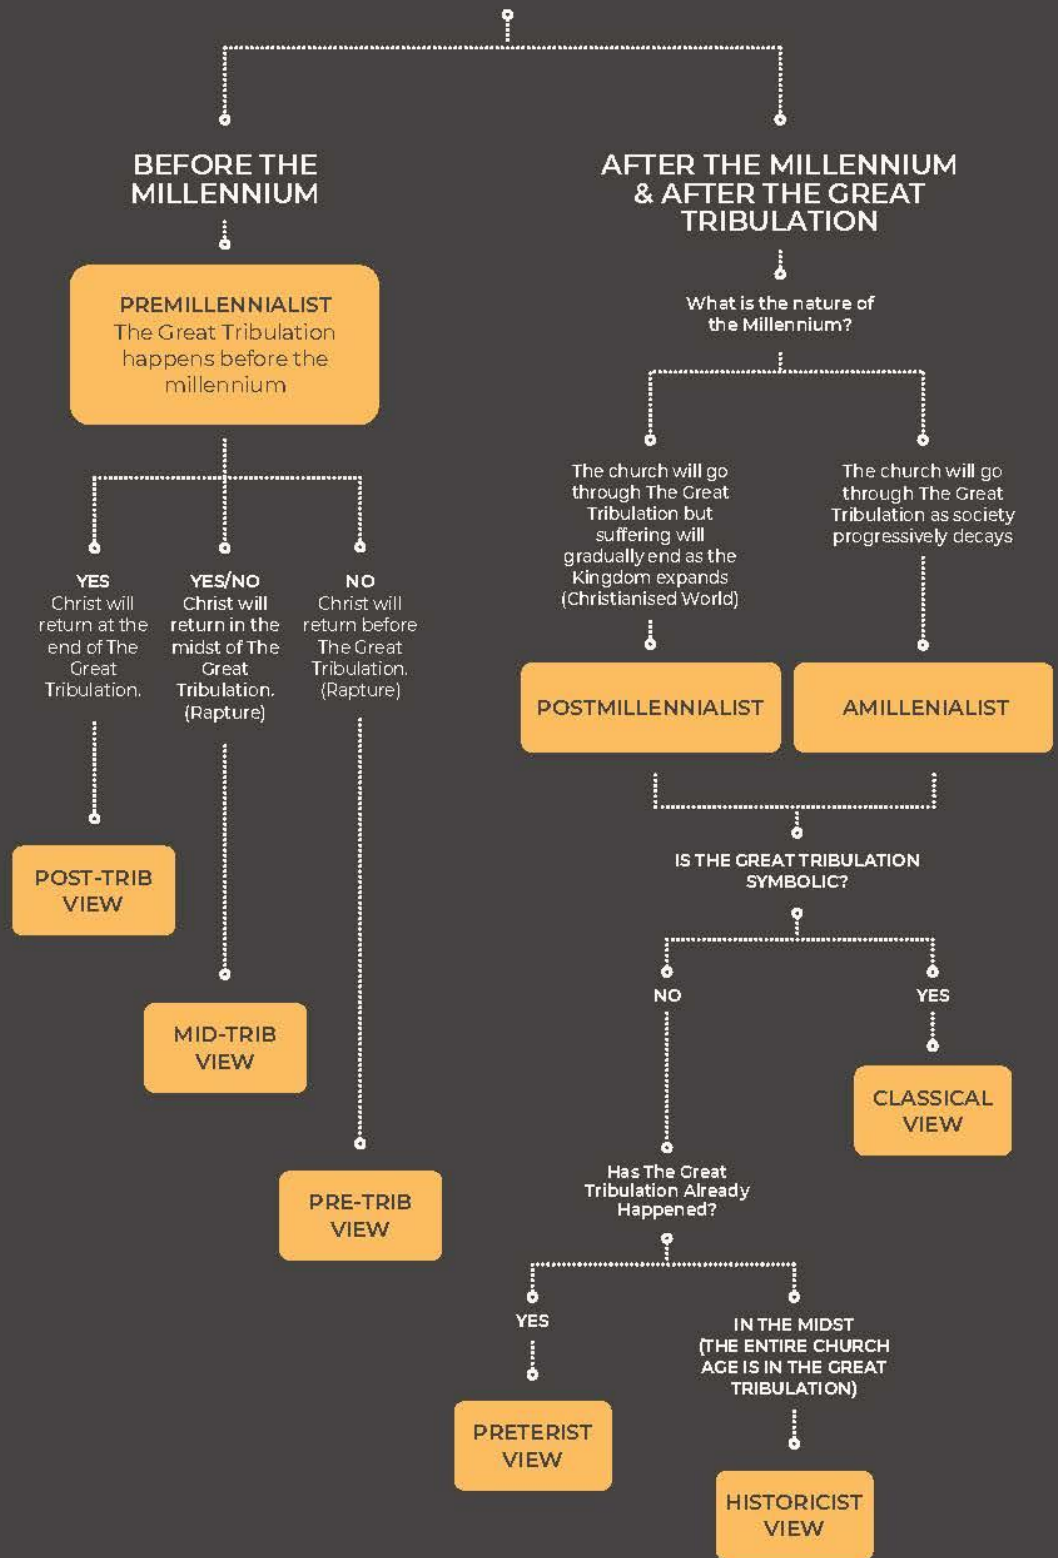 BEFORE THE
MILLENNIUM
PREMILLENNIALIST
The Great Tribulation
happens before the
millennium
YES
Christ will
return at the
end of The
Great
Tribulation.
YES/NO
Christ will
return in the
midst of The
Great
Tribulation.
(Rapture)
NO
Christ will
return before
The Great
Tribulation.
(Rapture)
POST-TRIB
VIEW
MID-TRIB
VIEW
PRE-TRIB
VIEW
AFTER THE MILLENNIUM
& AFTER THE GREAT
TRIBULATION
What is the nature of
the Millennium?
The church will go
through The Great
Tribulation but
suffering will
gradually end as the
Kingdom expands
(Christianised World)
The church will go
through The Great
Tribulation as society
progressively decays
POSTMILLENNIALIST
AMILLENIALIST
IS THE GREAT TRIBULATION
SYMBOLIC?
NO
YES
CLASSICAL
VIEW
Has The Great
Tribulation Already
Happened?
YES
IN THE MIDST
(THE ENTIRE CHURCH
AGE IS IN THE GREAT
TRIBULATION)
PRETERIST
VIEW
HISTORICIST
VIEW